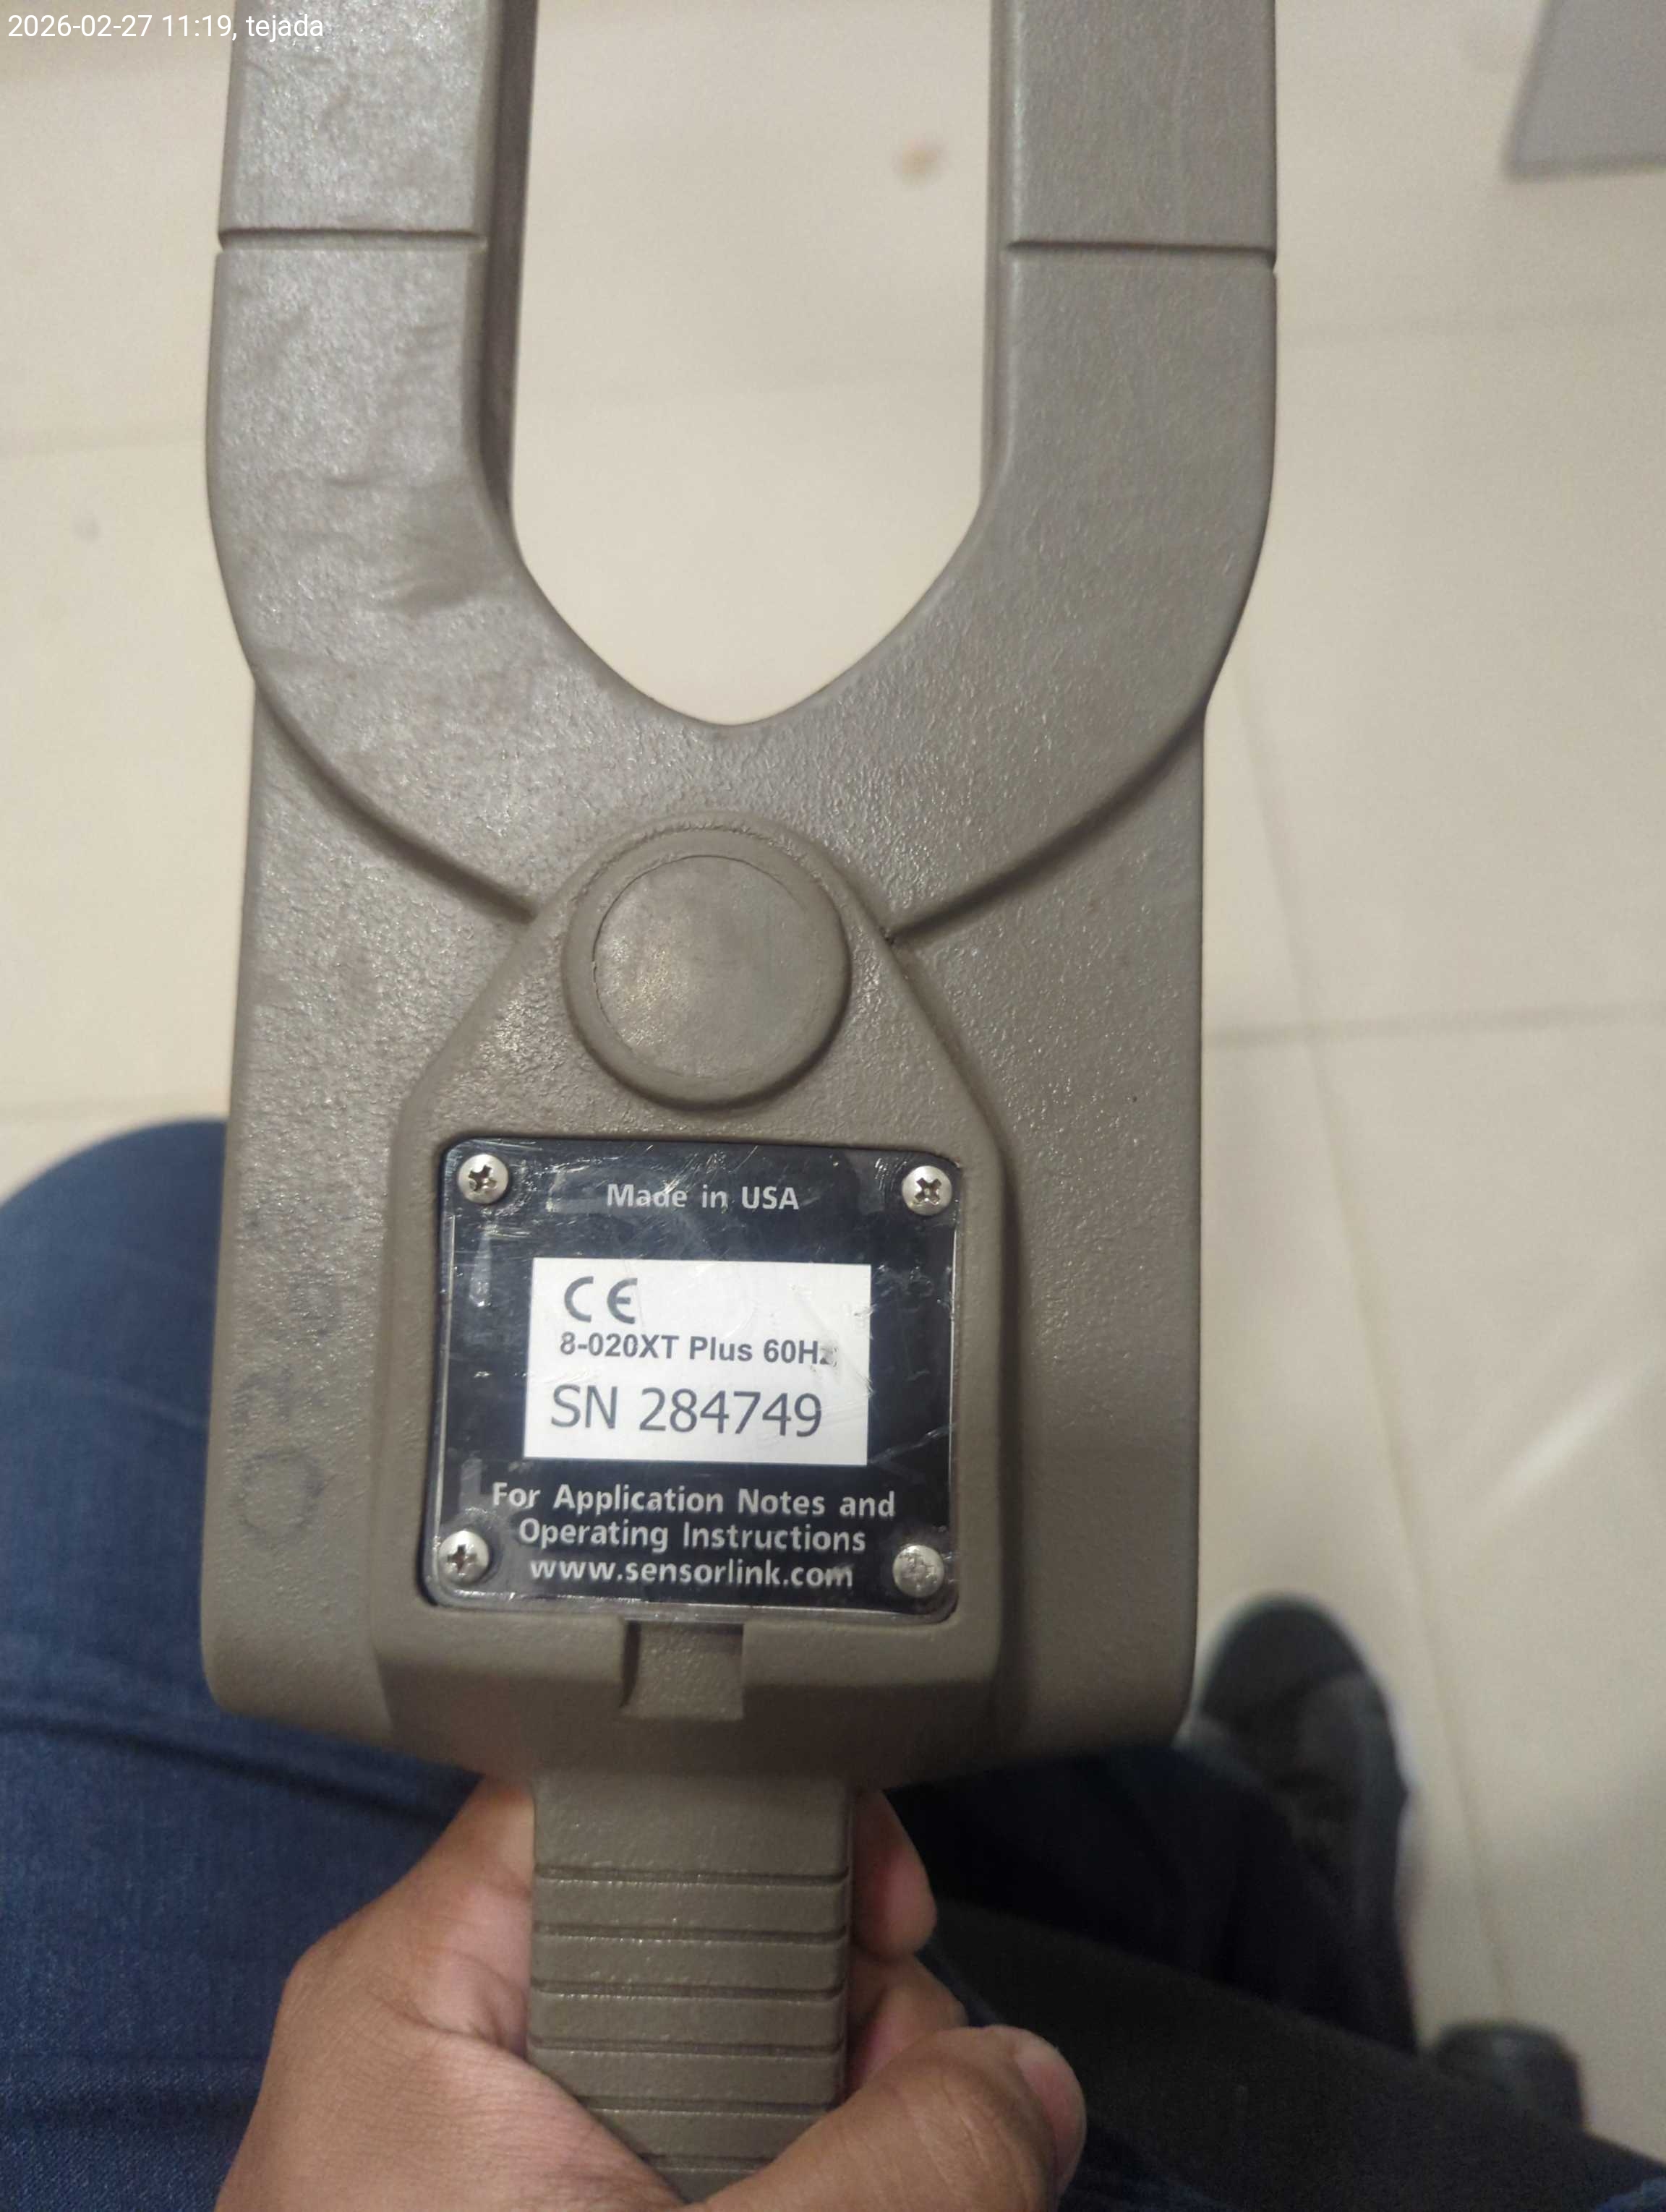 2026-02-27 11:19, tejada
Made in USA
CE
8-020XT Plus 60Hz
SN 284749
For Application Notes and
Operating Instructions
www.sensorlink.com